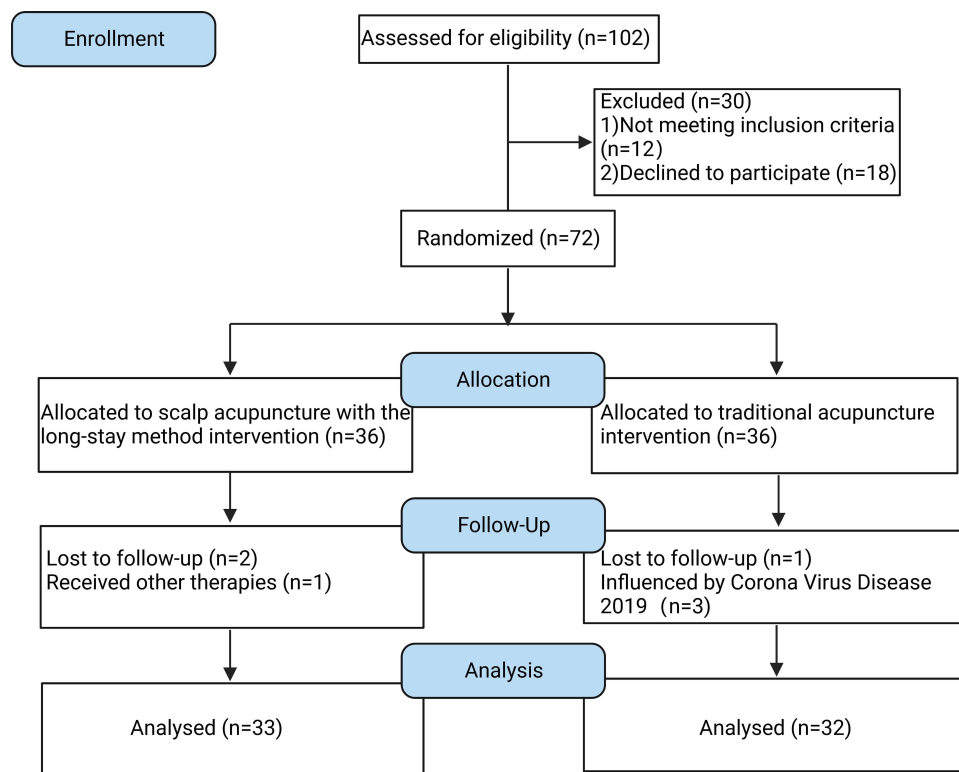 Enrollment
Assessed for eligibility (n=102)
Excluded (n=30)
1)Not meeting inclusion criteria
(n=12)
2)Declined to participate (n=18)
Randomized (n=72)
Allocation
Allocated to scalp acupuncture with the
long-stay method intervention (n=36)
Allocated to traditional acupuncture
intervention (n=36)
Follow-Up
Lost to follow-up (n=2)
Received other therapies (n=1)
Lost to follow-up (n=1)
Influenced by Corona Virus Disease
2019 (n=3)
Analysis
Analysed (n=33)
Analysed (n=32)